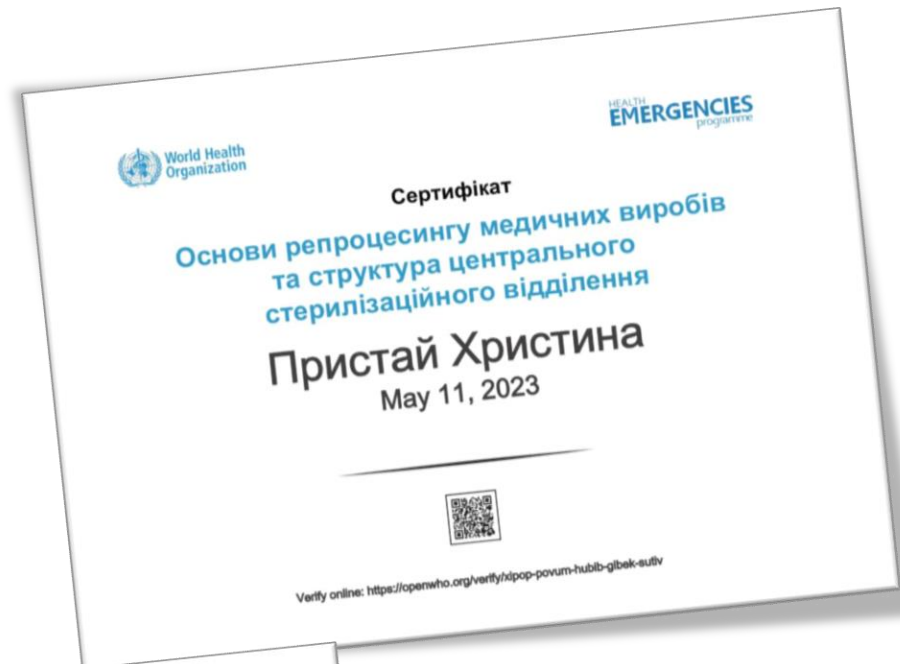 World Health
Organization
HEALTH
EMERGENCIES
programme
Сертифікат
Основи репроцесингу медичних виробів
та структура центрального
стерилізаційного відділення
Пристай Христина
May 11, 2023
Verify online: https://openwho.org/verify/xipop-povum-hubib-gibek-sutiv